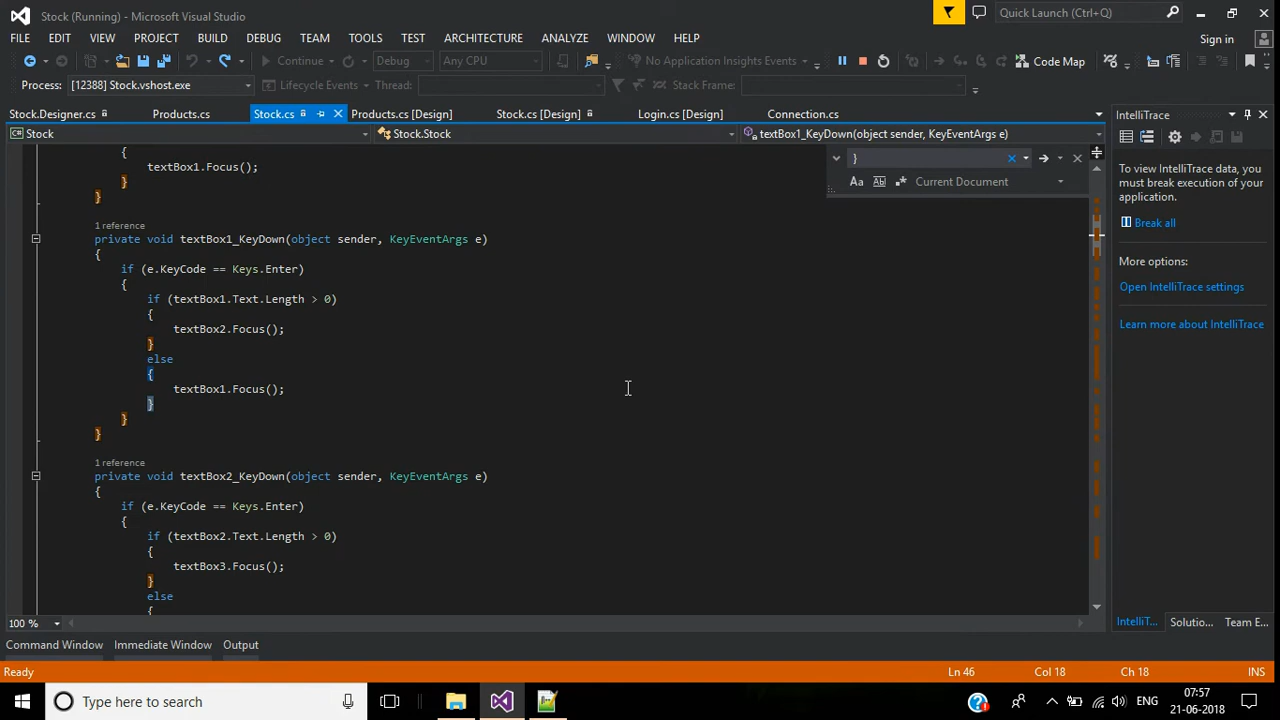 Stock (Running) - Microsoft Visual Studio
Quick Launch (Ctrl+Q)
FILE EDIT VIEW PROJECT BUILD DEBUG TEAM TOOLS TEST ARCHITECTURE ANALYZE WINDOW HELP
Sign in
Continue Debug Any CPU No Application Insights Events Code Map
Process: [12388] Stock.vshost.exe Lifecycle Events Thread: Stack Frame:
Stock.Designer.cs Products.cs Stock.cs Products.cs [Design] Stock.cs [Design] Login.cs [Design] Connection.cs
IntelliTrace
Stock Stock.Stock textBox1_KeyDown(object sender, KeyEventArgs e)
{
textBox1.Focus();
}
}
}
Aa Ab Current Document
1 reference
private void textBox1_KeyDown(object sender, KeyEventArgs e)
{
if (e.KeyCode == Keys.Enter)
{
if (textBox1.Text.Length > 0)
{
textBox2.Focus();
}
else
{
textBox1.Focus();
}
}
}
1 reference
private void textBox2_KeyDown(object sender, KeyEventArgs e)
{
if (e.KeyCode == Keys.Enter)
{
if (textBox2.Text.Length > 0)
{
textBox3.Focus();
}
else
{
To view IntelliTrace data, you must break execution of your application.
Break all
More options:
Open IntelliTrace settings
Learn more about IntelliTrace
100 %
IntelliT... Solutio... Team E...
Command Window Immediate Window Output
Ready Ln 46 Col 18 Ch 18 INS
Type here to search
ENG
07:57
21-06-2018